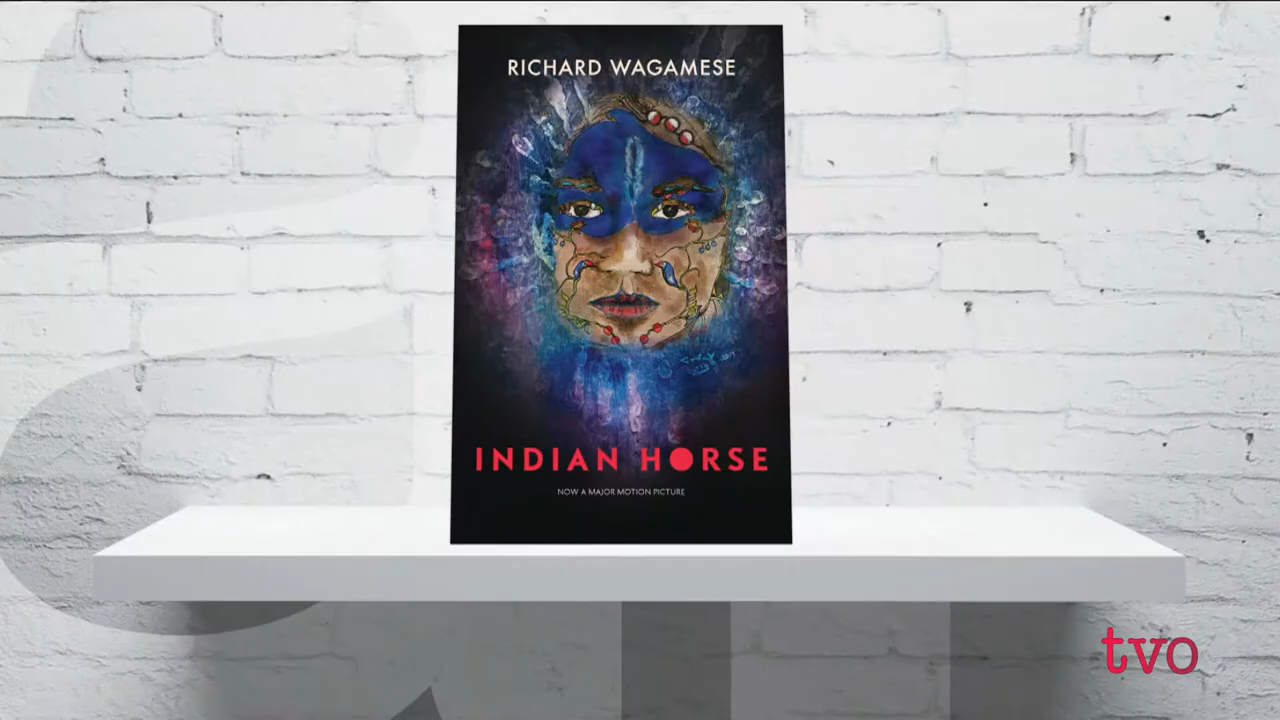 RICHARD WAGAMESE
INDIAN HORSE
NOW A MAJOR MOTION PICTURE
tvo